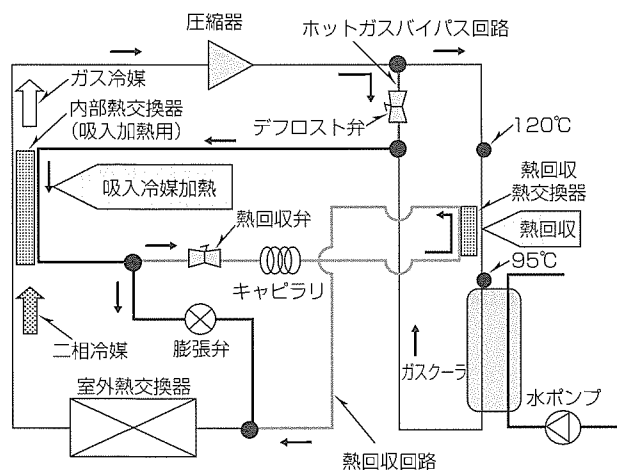 圧縮器
ホットガスバイパス回路
ガス冷媒
内部熱交換器
(吸入加熱用)
デフロスト弁
120℃
吸入冷媒加熱
熱回収
熱交換器
熱回収弁
熱回収
キャピラリ
95℃
二相冷媒
膨張弁
ガスクーラ
室外熱交換器
水ポンプ
熱回収回路